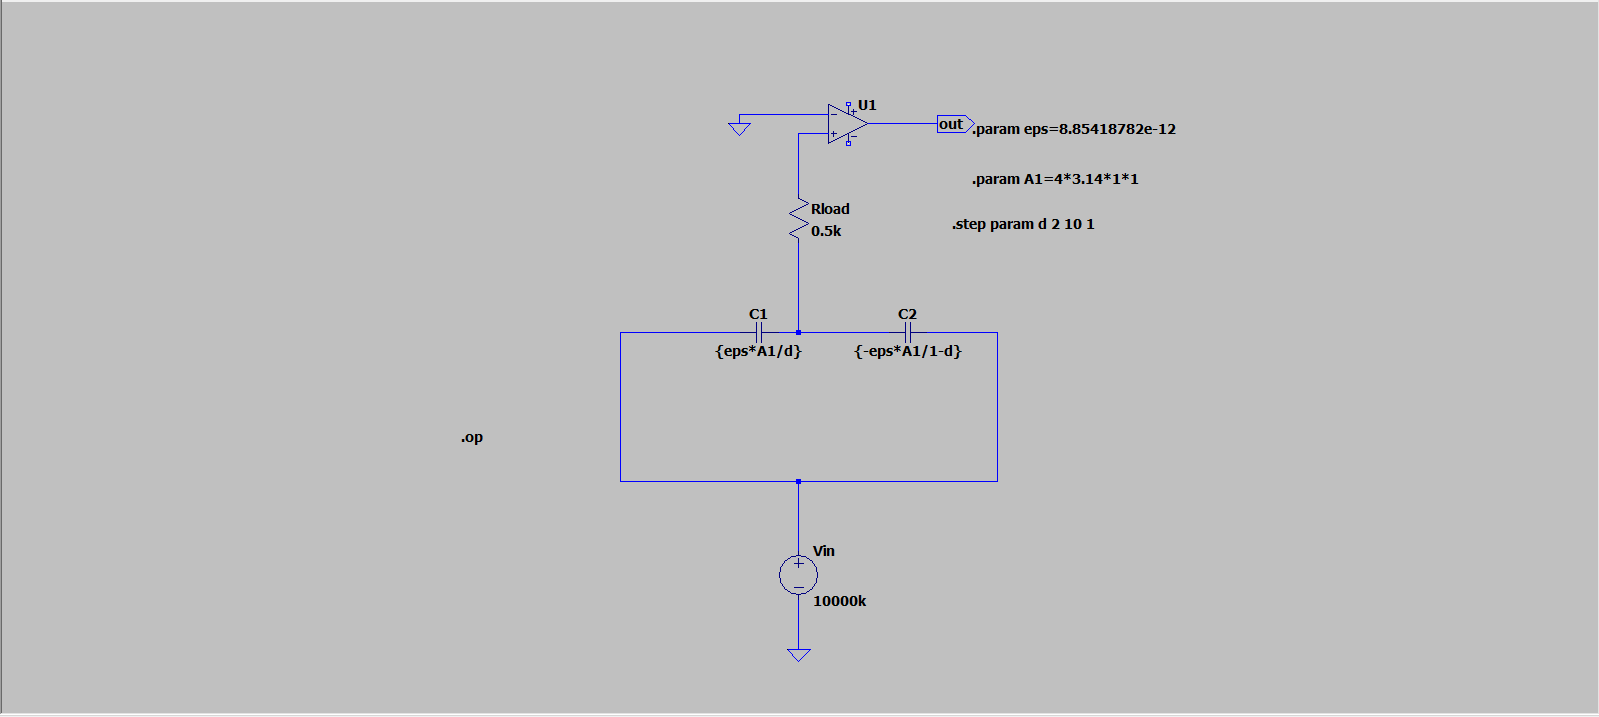 U1
out
.param eps=8.85418782e-12
.param A1=4*3.14*1*1
Rload
0.5k
.step param d 2 10 1
C1
C2
{eps*A1/d}
{-eps*A1/1-d}
.op
Vin
10000k